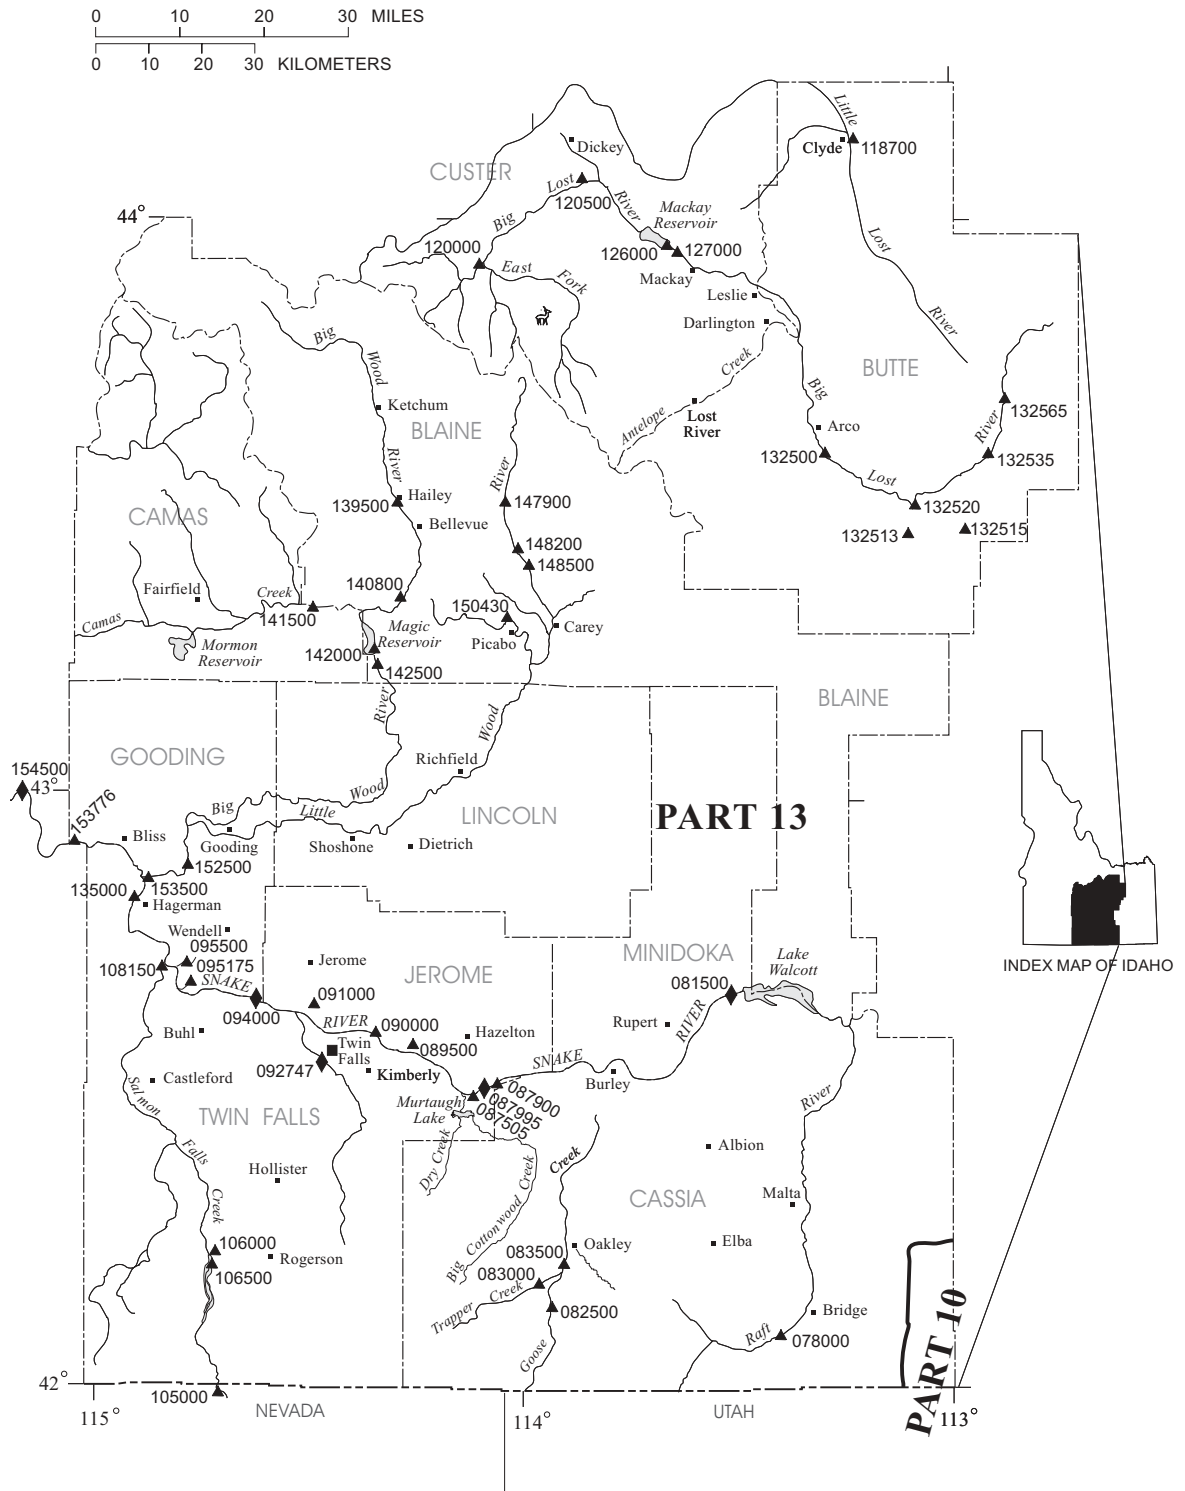 0 10 20 30 MILES
0 10 20 30 KILOMETERS
Little
Dickey
Clyde
118700
CUSTER
Lost
120500
River
Mackay
Reservoir
44°
Big
120000
East
Fork
126000
127000
Mackay
Lost
Leslie
Darlington
River
Big
Wood
Creek
BUTTE
Ketchum
Big
Lost
River
132565
BLAINE
Antelope
Arco
River
River
River
132500
132535
Lost
Hailey
139500
147900
CAMAS
Bellevue
132520
132513
132515
148200
148500
Fairfield
Creek
140800
141500
150430
Camas
Magic
Reservoir
Carey
Picabo
Mormon
Reservoir
142000
142500
River
BLAINE
Wood
GOODING
Richfield
154500
43°
153776
Wood
Big
Little
LINCOLN
PART 13
Bliss
Gooding
Shoshone
Dietrich
152500
153500
135000
Hagerman
Wendell
095500
MINIDOKA
Lake
Walcott
108150
095175
Jerome
JEROME
INDEX MAP OF IDAHO
SNAKE
081500
091000
094000
RIVER
090000
Hazelton
Rupert
RIVER
Buhl
089500
Twin
Falls
SNAKE
092747
Kimberly
Burley
Castleford
087900
087995
087505
Murtaugh
Lake
Salmon
River
TWIN FALLS
Falls
Dry Creek
Creek
Albion
Hollister
Creek
Cottonwood
Creek
CASSIA
Malta
Big
106000
Rogerson
106500
083500
Oakley
Elba
083000
Trapper
Creek
082500
Bridge
Raft
078000
Goose
PART 10
42°
105000
115°
NEVADA
114°
UTAH
113°